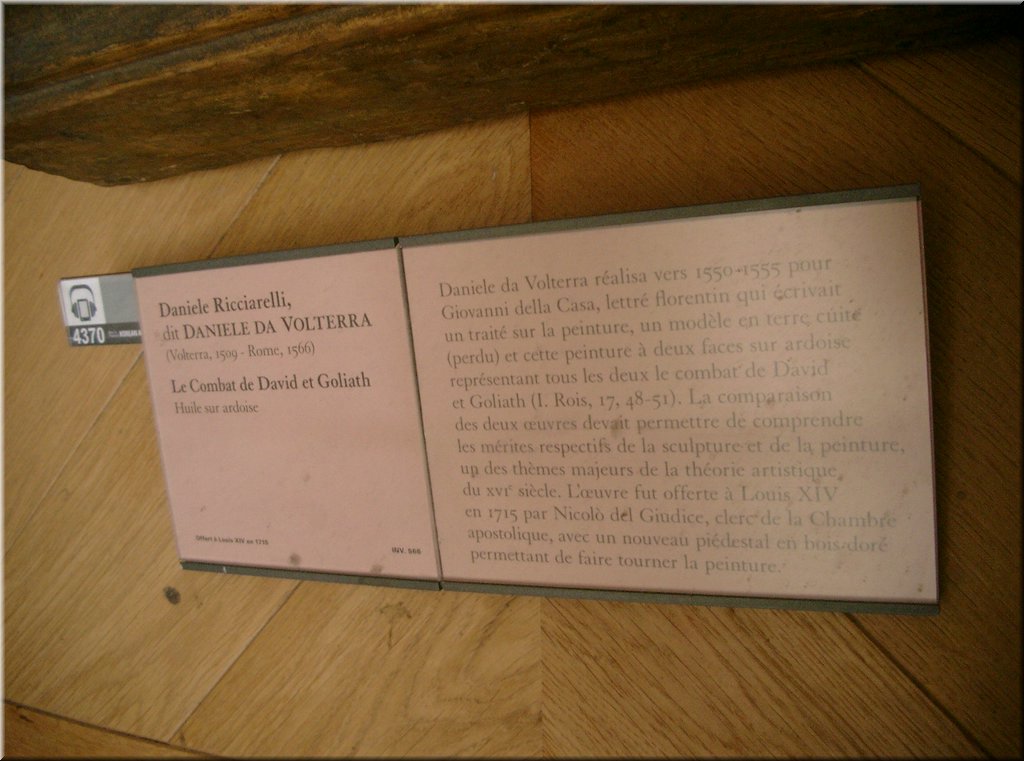 4370
Daniele Ricciarelli,
dit DANIELE DA VOLTERRA
(Volterra, 1509 - Rome, 1566)
Le Combat de David et Goliath
Huile sur ardoise
Offert à Louis XIV en 1715
INV. 566
Daniele da Volterra réalisa vers 1550-1555 pour
Giovanni della Casa, lettré florentin qui écrivait
un traité sur la peinture, un modèle en terre cuite
(perdu) et cette peinture à deux faces sur ardoise
représentant tous les deux le combat de David
et Goliath (I. Rois, 17, 48-51). La comparaison
des deux œuvres devait permettre de comprendre
les mérites respectifs de la sculpture et de la peinture,
un des thèmes majeurs de la théorie artistique
du XVIe siècle. L'œuvre fut offerte à Louis XIV
en 1715 par Nicolò del Giudice, clerc de la Chambre
apostolique, avec un nouveau piédestal en bois doré
permettant de faire tourner la peinture.